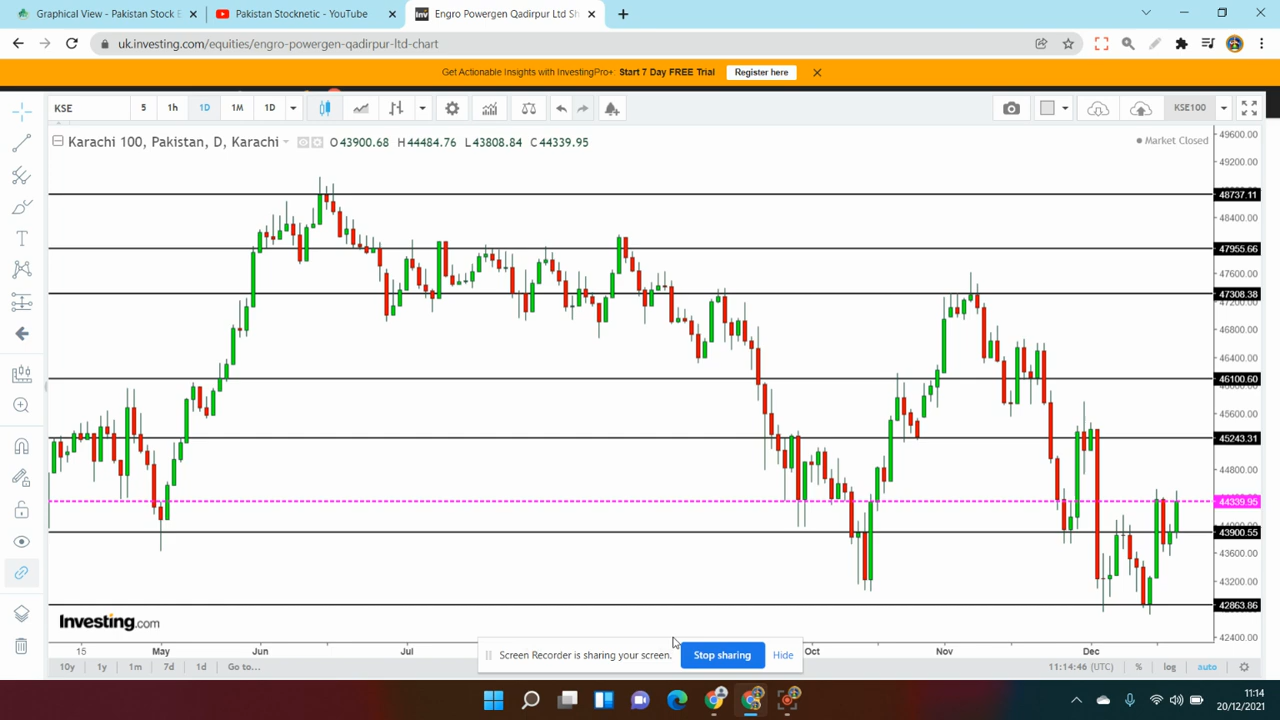 Graphical View - Pakistan Stock E
Pakistan Stocknetic - YouTube
Engro Powergen Qadirpur Ltd Sh
uk.investing.com/equities/engro-powergen-qadirpur-ltd-chart
Get Actionable Insights with InvestingPro+: Start 7 Day FREE Trial Register here
KSE 5 1h 1D 1M 1D KSE100
Karachi 100, Pakistan, D, Karachi O43900.68 H44484.76 L43808.84 C44339.95
Market Closed
49600.00
49200.00
48737.11
48400.00
47955.66
47600.00
47308.38
47200.00
46800.00
46400.00
46100.60
45600.00
45243.31
44800.00
44339.95
43900.55
43600.00
43200.00
42863.86
42400.00
Investing.com
15 May Jun Jul Oct Nov Dec
Screen Recorder is sharing your screen. Stop sharing Hide
10y 1y 1m 7d 1d Go to... 11:14:46 (UTC) % log auto
11:14
20/12/2021